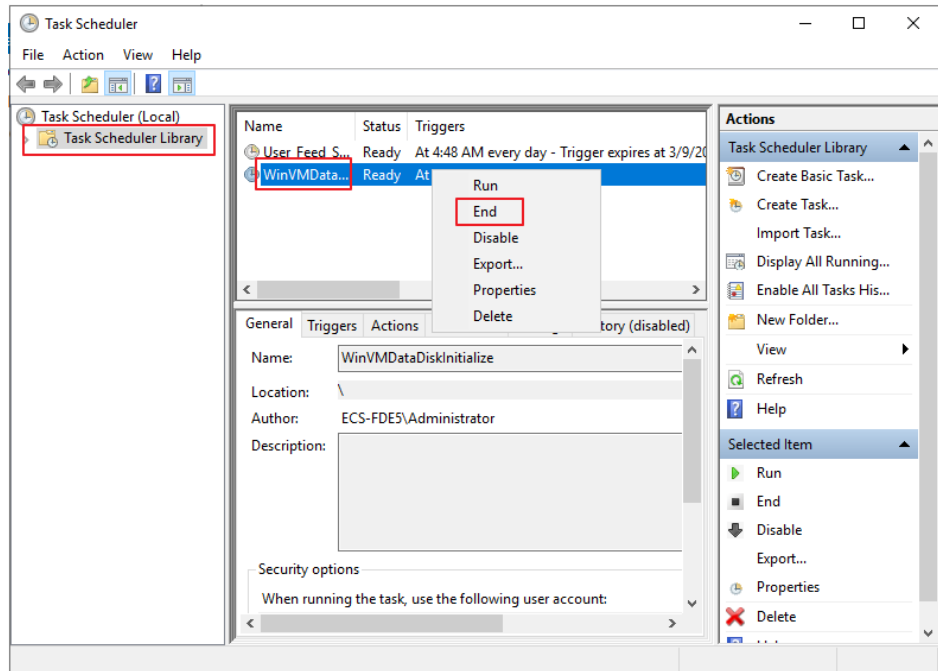 Task Scheduler
File Action View Help
Task Scheduler (Local)
Task Scheduler Library
Name Status Triggers
User_Feed_S... Ready At 4:48 AM every day - Trigger expires at 3/9/20
WinVMData... Ready At
Run
End
Disable
Export...
Properties
Delete
General Triggers Actions tory (disabled)
Name: WinVMDataDiskInitialize
Location: \
Author: ECS-FDE5\Administrator
Description:
Security options
When running the task, use the following user account:
Actions
Task Scheduler Library
Create Basic Task...
Create Task...
Import Task...
Display All Running...
Enable All Tasks His...
New Folder...
View
Refresh
Help
Selected Item
Run
End
Disable
Export...
Properties
Delete